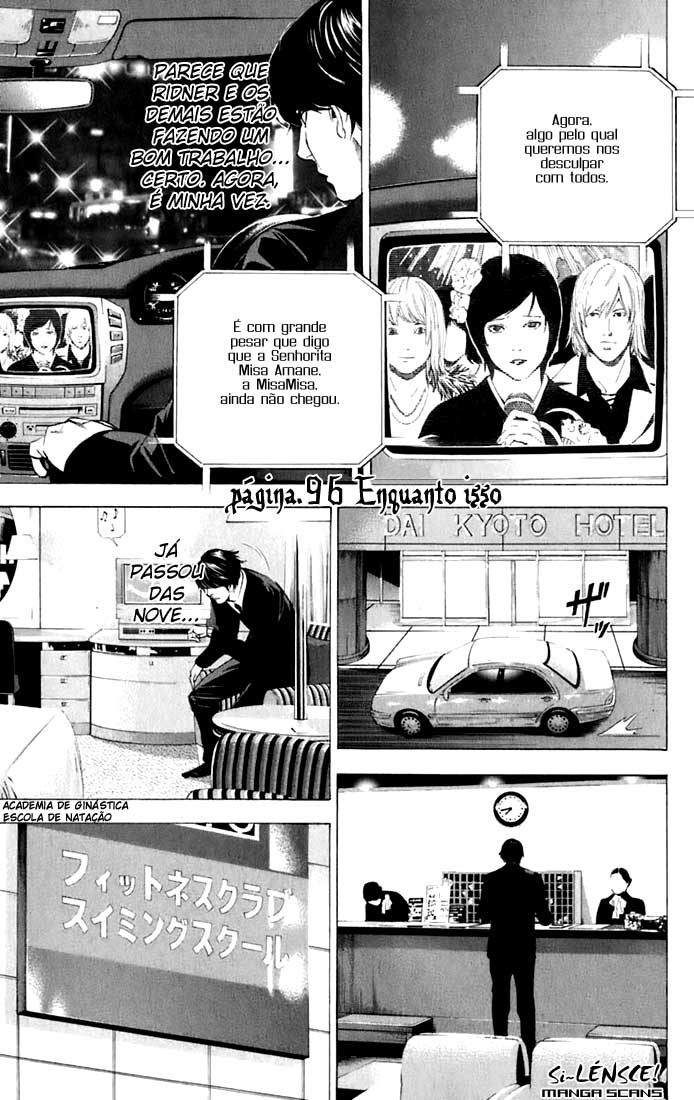 Agora,
algo pelo qual
queremos nos
desculpar
com todos.
PARECE QUE
RIDNER E OS
DEMAIS ESTÃO
FAZENDO UM
BOM TRABALHO...
CERTO. AGORA,
É MINHA VEZ.
É com grande
pesar que digo
que a Senhorita
Misa Amane,
a MisaMisa,
ainda não chegou.
página.96 Enquanto isso
DAI KYOTO HOTEL
ザッ
JÁ
PASSOU
DAS
NOVE...
ACADEMIA DE GINÁSTICA
ESCOLA DE NATAÇÃO
フィットネスクラブ
スイミングスクール
Si-LÉNSCE!
MANGA SCANS